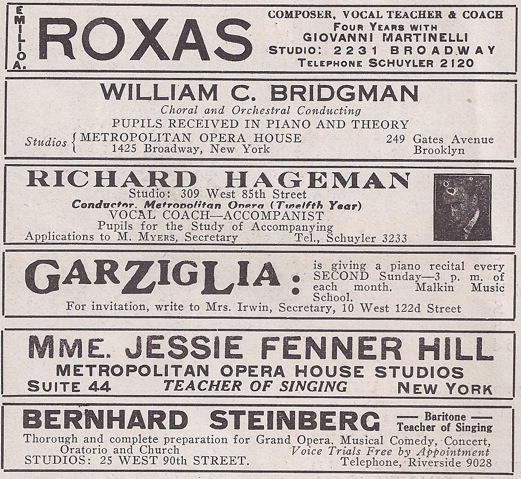 EMILIO A. ROXAS
COMPOSER, VOCAL TEACHER & COACH
FOUR YEARS WITH
GIOVANNI MARTINELLI
STUDIO: 2231 BROADWAY
TELEPHONE SCHUYLER 2120
WILLIAM C. BRIDGMAN
Choral and Orchestral Conducting
PUPILS RECEIVED IN PIANO AND THEORY
Studios { METROPOLITAN OPERA HOUSE 249 Gates Avenue
1425 Broadway, New York Brooklyn
RICHARD HAGEMAN
Studio: 309 West 85th Street
Conductor, Metropolitan Opera (Twelfth Year)
VOCAL COACH—ACCOMPANIST
Pupils for the Study of Accompanying
Applications to M. MYERS, Secretary Tel., Schuyler 3233
GARZIGLIA:
is giving a piano recital every
SECOND Sunday—3 p. m. of
each month. Malkin Music
School.
For invitation, write to Mrs. Irwin, Secretary, 10 West 122d Street
MME. JESSIE FENNER HILL
METROPOLITAN OPERA HOUSE STUDIOS
SUITE 44 TEACHER OF SINGING NEW YORK
BERNHARD STEINBERG — Baritone —
Teacher of Singing
Thorough and complete preparation for Grand Opera, Musical Comedy, Concert,
Oratorio and Church Voice Trials Free by Appointment
STUDIOS: 25 WEST 90th STREET. Telephone, Riverside 9028